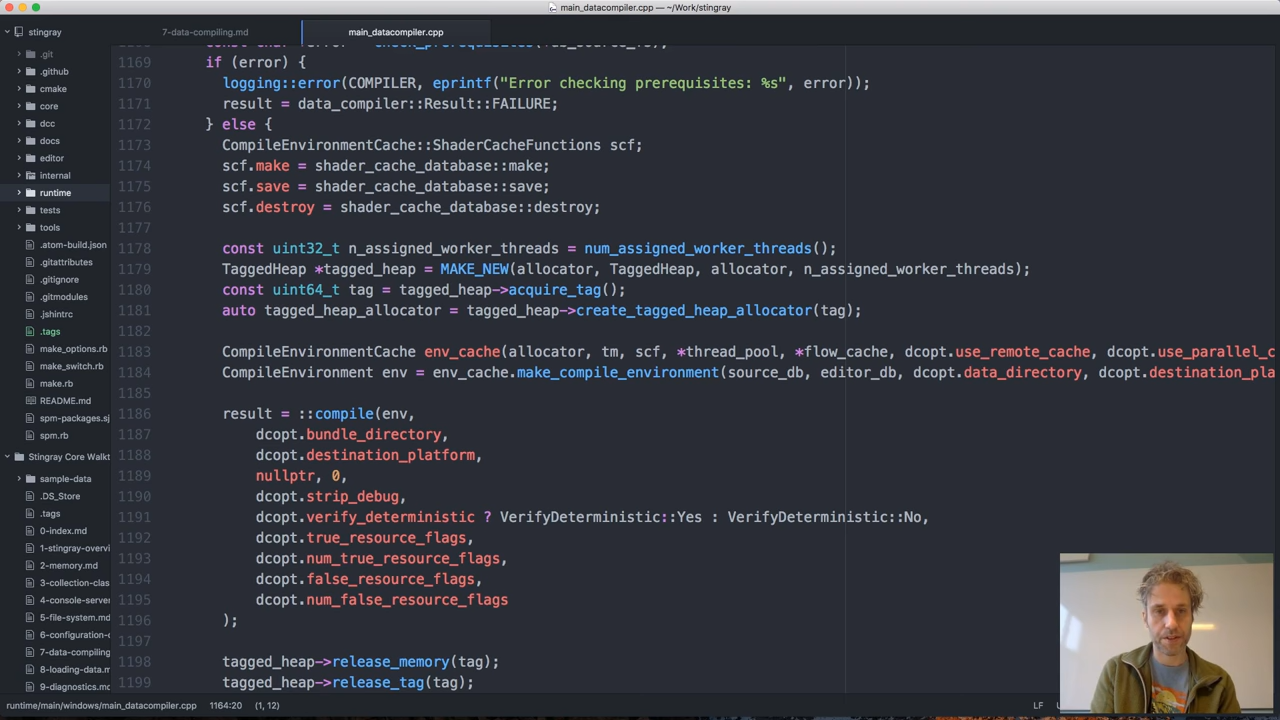 main_datacompiler.cpp — ~/Work/stingray
stingray
7-data-compiling.md
main_datacompiler.cpp
.git
.github
cmake
core
dcc
docs
editor
internal
runtime
tests
tools
.atom-build.json
.gitattributes
.gitignore
.gitmodules
.jshintrc
.tags
make_options.rb
make_switch.rb
make.rb
README.md
spm-packages.sj
spm.rb
Stingray Core Walkt
sample-data
.DS_Store
.tags
0-index.md
1-stingray-overvi
2-memory.md
3-collection-clas
4-console-server
5-file-system.md
6-configuration-d
7-data-compiling
8-loading-data.m
9-diagnostics.md
1169 if (error) {
1170 logging::error(COMPILER, eprintf("Error checking prerequisites: %s", error));
1171 result = data_compiler::Result::FAILURE;
1172 } else {
1173 CompileEnvironmentCache::ShaderCacheFunctions scf;
1174 scf.make = shader_cache_database::make;
1175 scf.save = shader_cache_database::save;
1176 scf.destroy = shader_cache_database::destroy;
1177
1178 const uint32_t n_assigned_worker_threads = num_assigned_worker_threads();
1179 TaggedHeap *tagged_heap = MAKE_NEW(allocator, TaggedHeap, allocator, n_assigned_worker_threads);
1180 const uint64_t tag = tagged_heap->acquire_tag();
1181 auto tagged_heap_allocator = tagged_heap->create_tagged_heap_allocator(tag);
1182
1183 CompileEnvironmentCache env_cache(allocator, tm, scf, *thread_pool, *flow_cache, dcopt.use_remote_cache, dcopt.use_parallel_c
1184 CompileEnvironment env = env_cache.make_compile_environment(source_db, editor_db, dcopt.data_directory, dcopt.destination_pla
1185
1186 result = ::compile(env,
1187 dcopt.bundle_directory,
1188 dcopt.destination_platform,
1189 nullptr, 0,
1190 dcopt.strip_debug,
1191 dcopt.verify_deterministic ? VerifyDeterministic::Yes : VerifyDeterministic::No,
1192 dcopt.true_resource_flags,
1193 dcopt.num_true_resource_flags,
1194 dcopt.false_resource_flags,
1195 dcopt.num_false_resource_flags
1196 );
1197
1198 tagged_heap->release_memory(tag);
1199 tagged_heap->release_tag(tag);
runtime/main/windows/main_datacompiler.cpp 1164:20 (1, 12)
LF